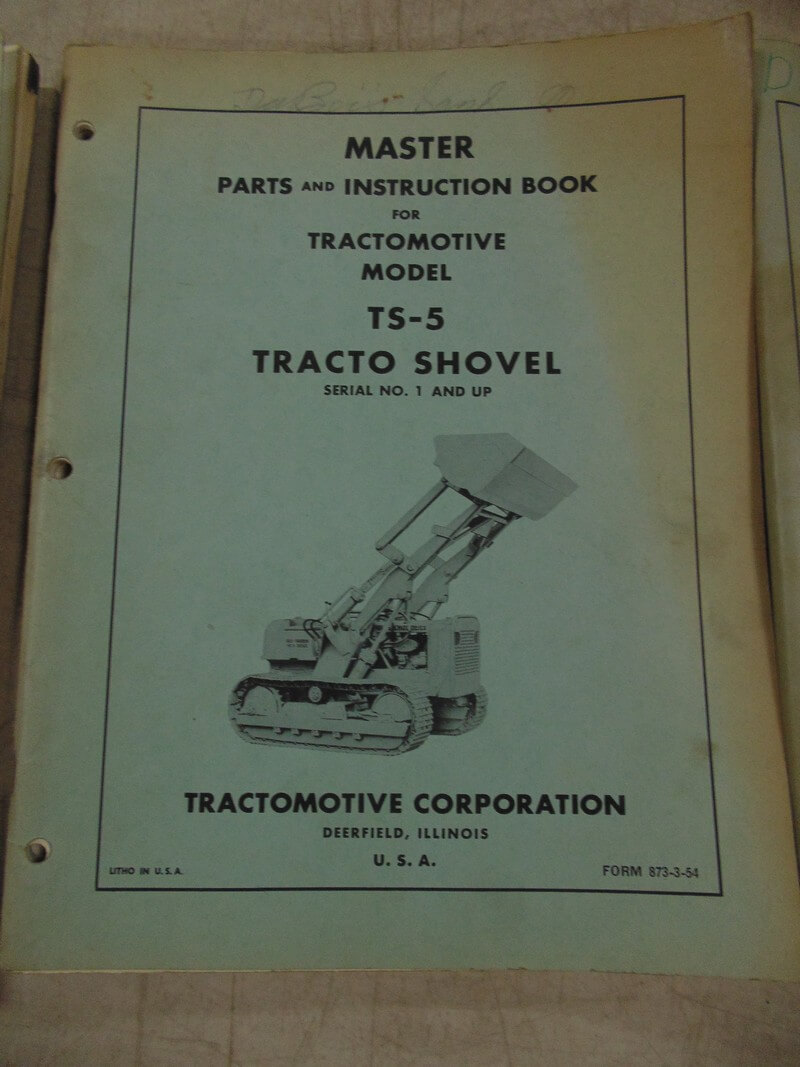 MASTER
PARTS AND INSTRUCTION BOOK
FOR
TRACTOMOTIVE
MODEL
TS-5
TRACTO SHOVEL
SERIAL NO. 1 AND UP
TRACTOMOTIVE CORPORATION
DEERFIELD, ILLINOIS
U. S. A.
LITHO IN U. S. A.
FORM 873-3-54